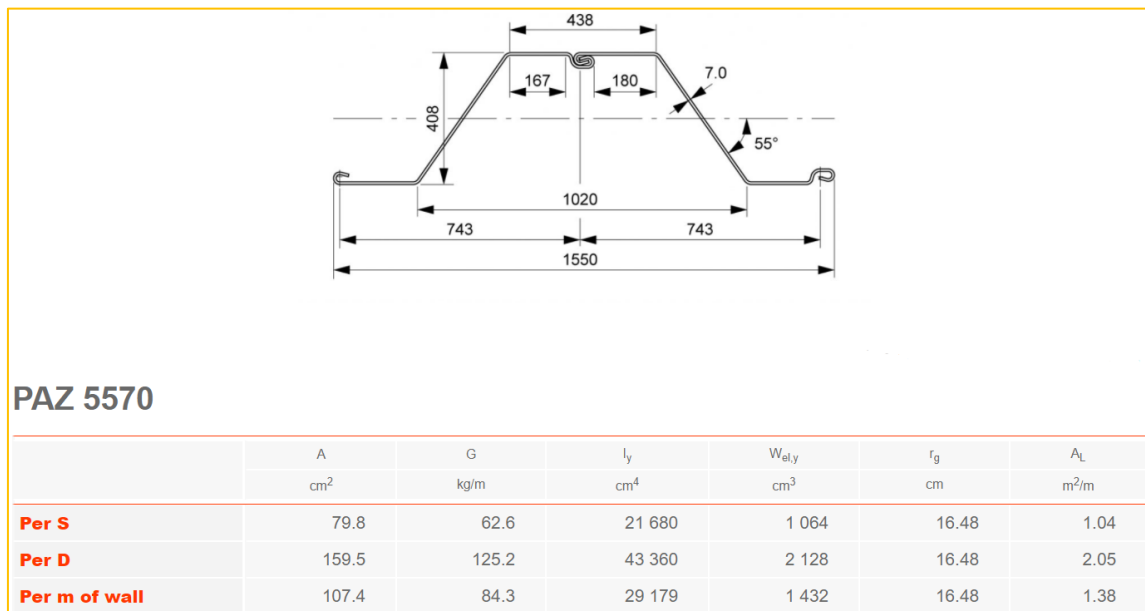 438
167 180 7.0
408
55°
1020
743 743
1550
PAZ 5570
A G Iy Wel,y rg AL
cm² kg/m cm⁴ cm³ cm m²/m
Per S 79.8 62.6 21 680 1 064 16.48 1.04
Per D 159.5 125.2 43 360 2 128 16.48 2.05
Per m of wall 107.4 84.3 29 179 1 432 16.48 1.38